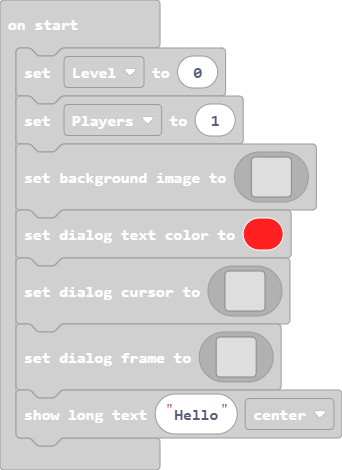 on start
set Level to 0
set Players to 1
set background image to
set dialog text color to
set dialog cursor to
set dialog frame to
show long text "Hello" center